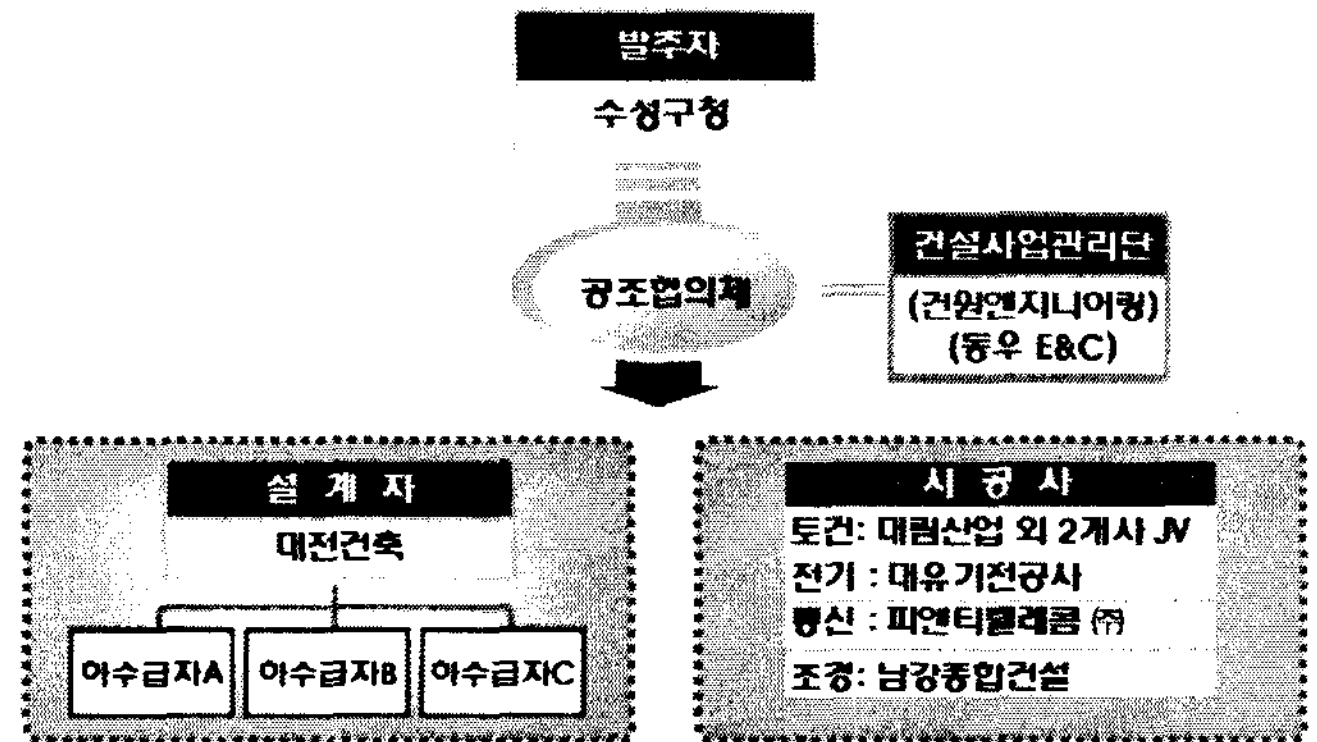 발주자
수성구청
공조협의체
건설사업관리단
(건원엔지니어링)
(동우 E&C)
설 계 자
대전건축
하수급자A
하수급자B
하수급자C
시 공 사
토건: 대림산업 외 2개사 JV
전기 : 대유기전공사
통신 : 피앤티텔레콤 ㈜
조경: 남강종합건설